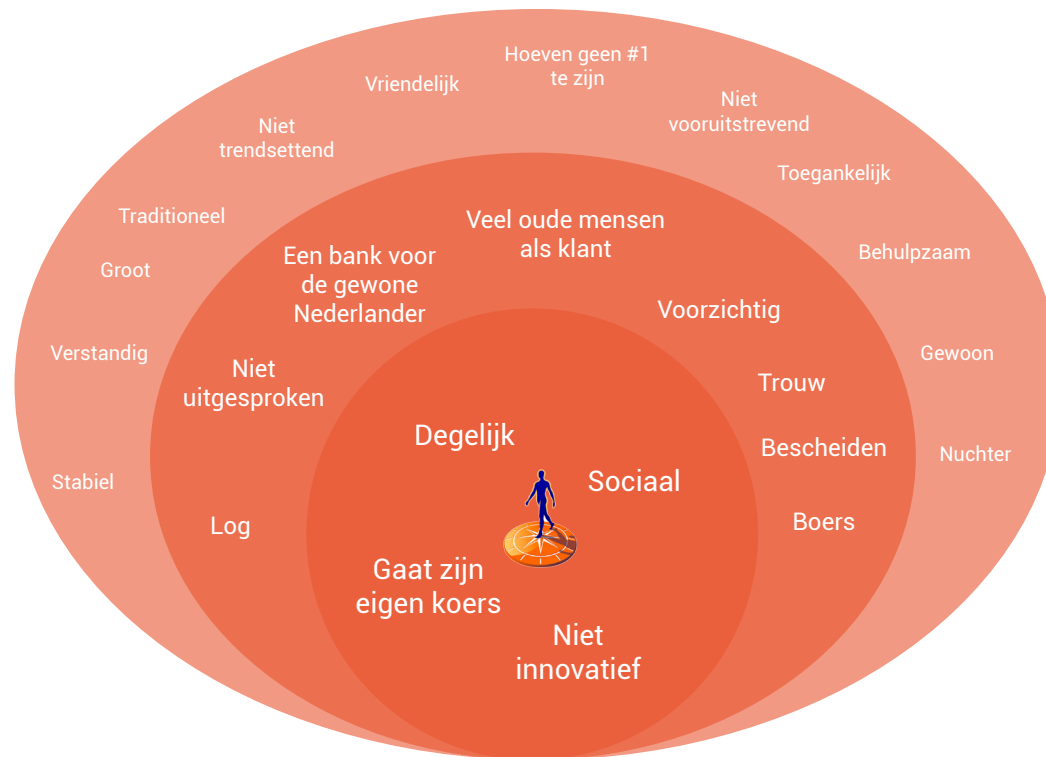 Hoeven geen #1
te zijn
Vriendelijk
Niet
vooruitstrevend
Niet
trendsettend
Toegankelijk
Traditioneel
Veel oude mensen
als klant
Behulpzaam
Een bank voor
de gewone
Nederlander
Groot
Voorzichtig
Verstandig
Gewoon
Niet
uitgesproken
Trouw
Degelijk
Bescheiden
Nuchter
Stabiel
Sociaal
Log
Boers
Gaat zijn
eigen koers
Niet
innovatief